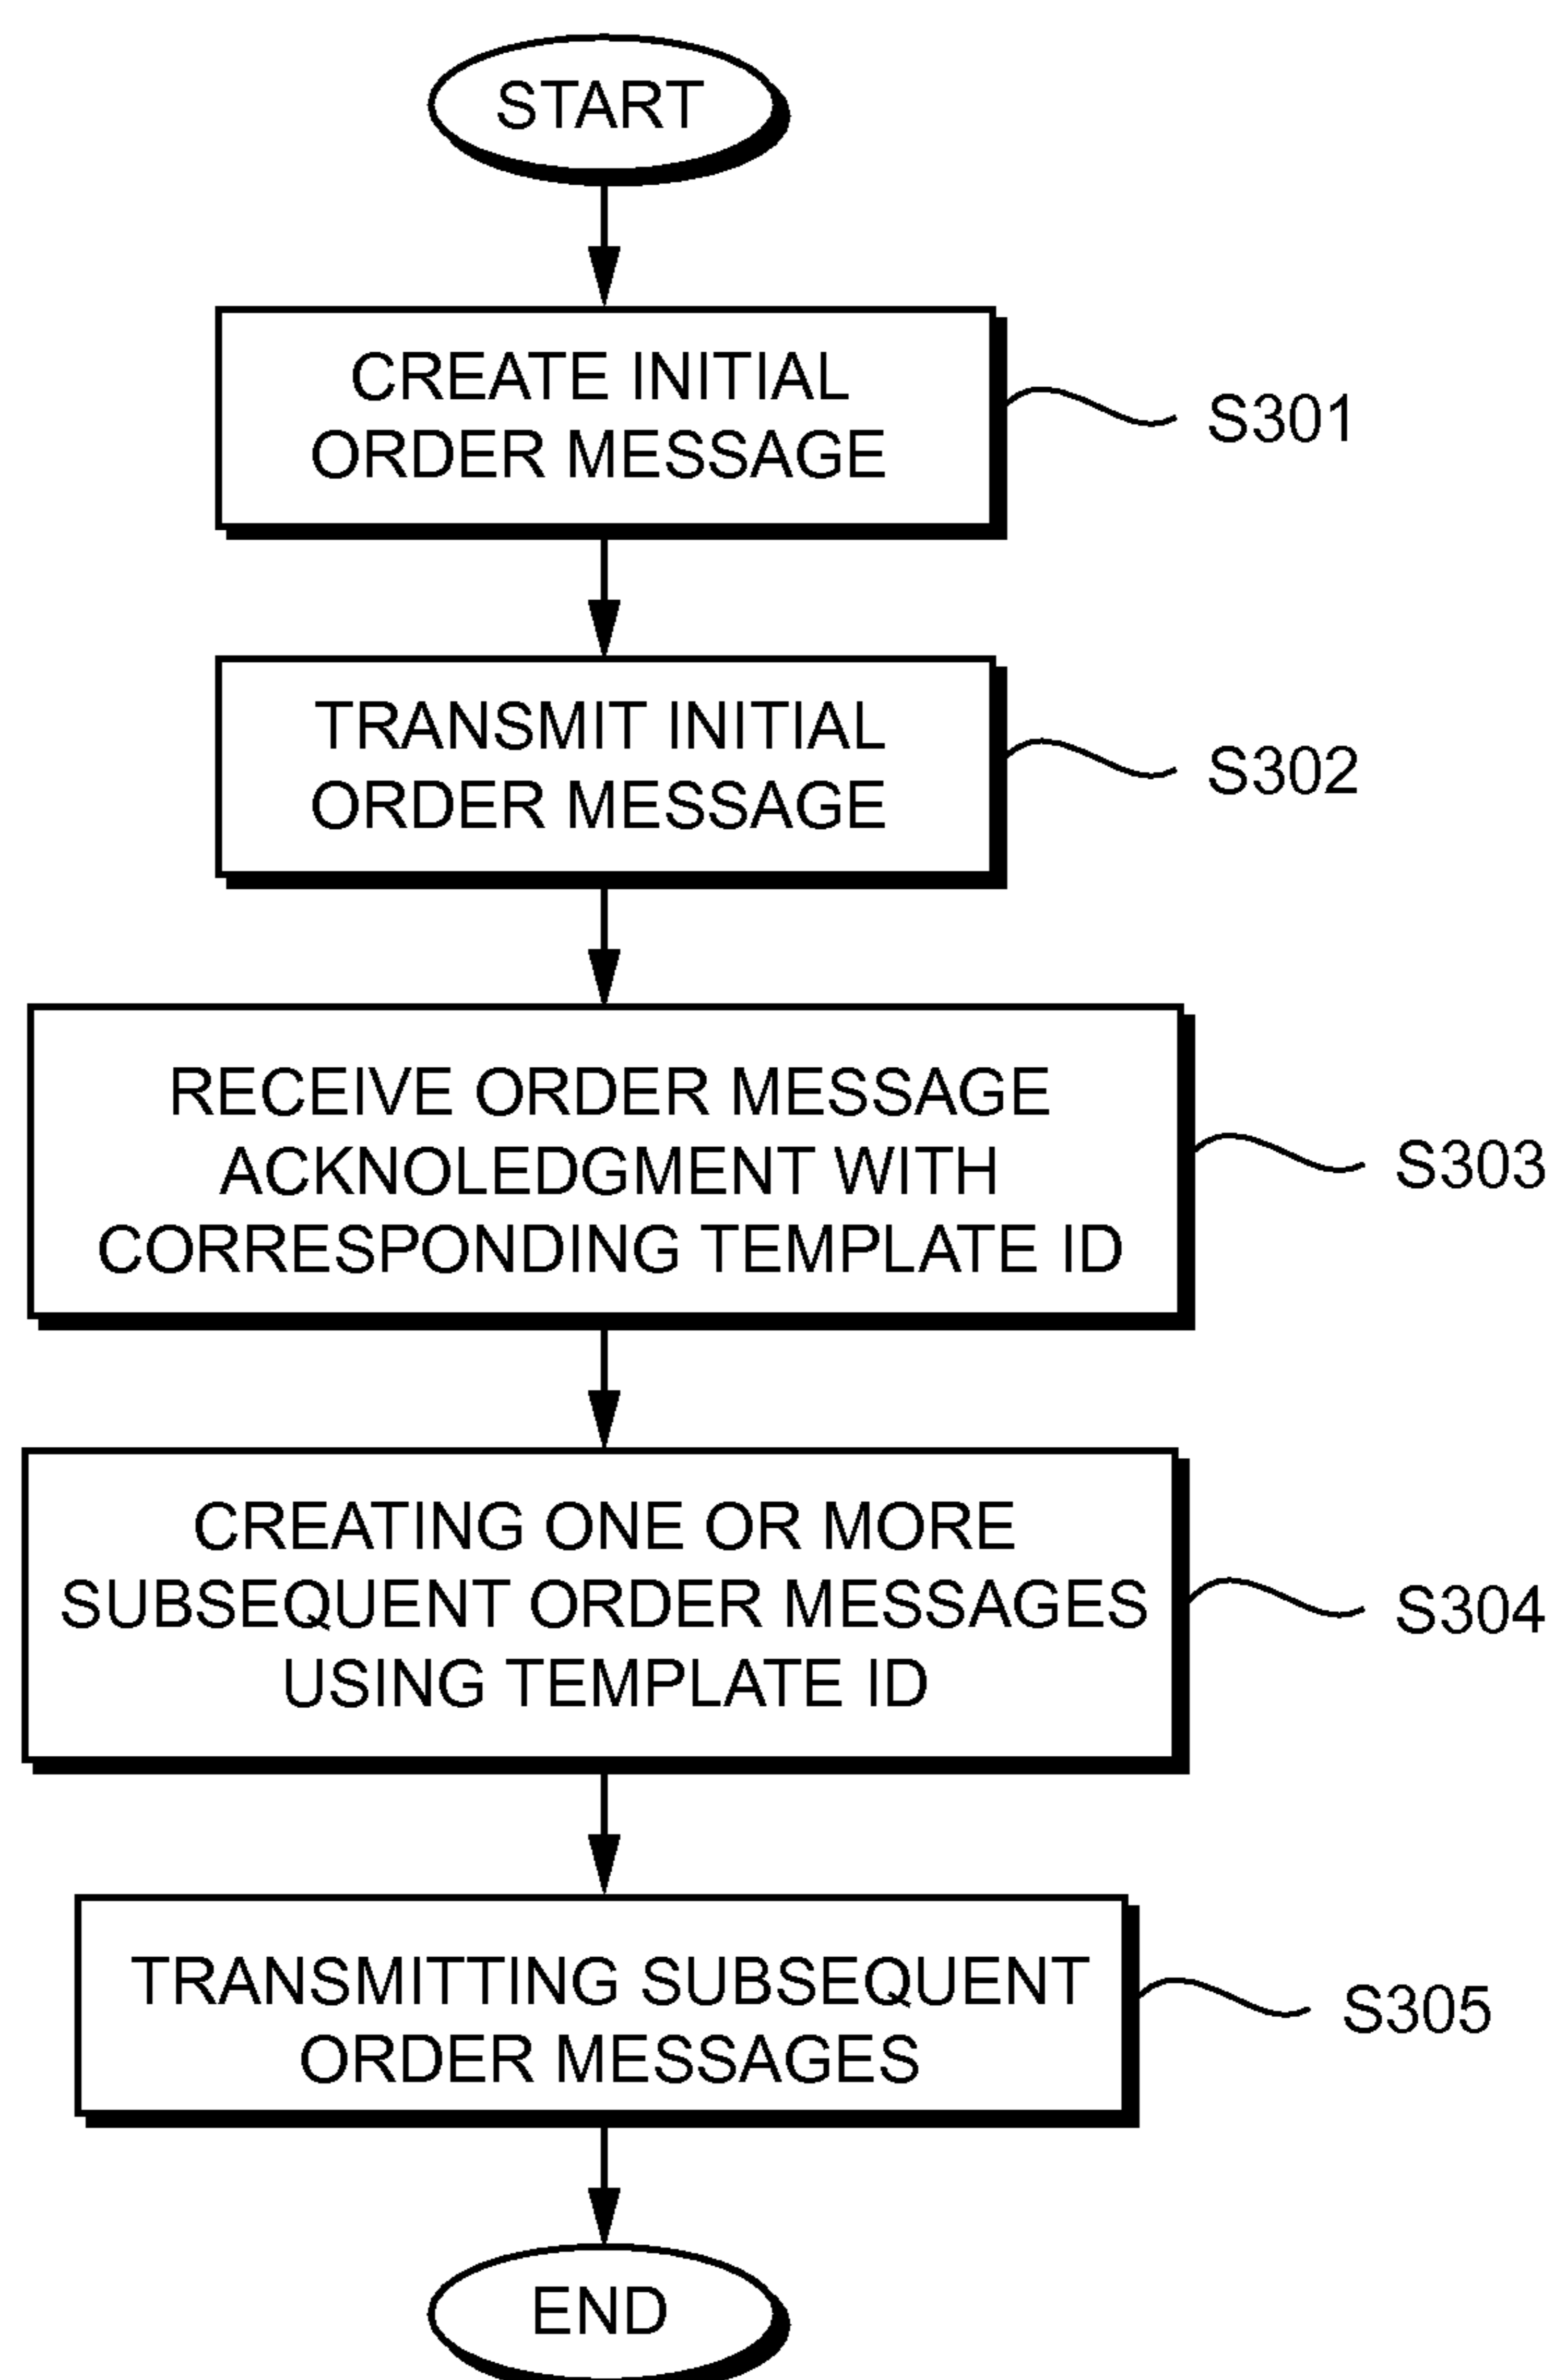 START
CREATE INITIAL
ORDER MESSAGE
S301
TRANSMIT INITIAL
ORDER MESSAGE
S302
RECEIVE ORDER MESSAGE
ACKNOLEDGMENT WITH
CORRESPONDING TEMPLATE ID
S303
CREATING ONE OR MORE
SUBSEQUENT ORDER MESSAGES
USING TEMPLATE ID
S304
TRANSMITTING SUBSEQUENT
ORDER MESSAGES
S305
END